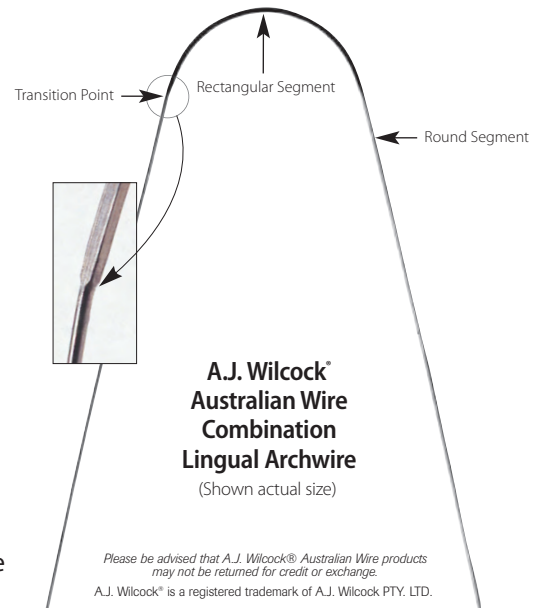 Rectangular Segment
Transition Point
Round Segment
A.J. Wilcock®
Australian Wire
Combination
Lingual Archwire
(Shown actual size)
e
Please be advised that A.J. Wilcock® Australian Wire products
may not be returned for credit or exchange.
A.J. Wilcock® is a registered trademark of A.J. Wilcock PTY. LTD.